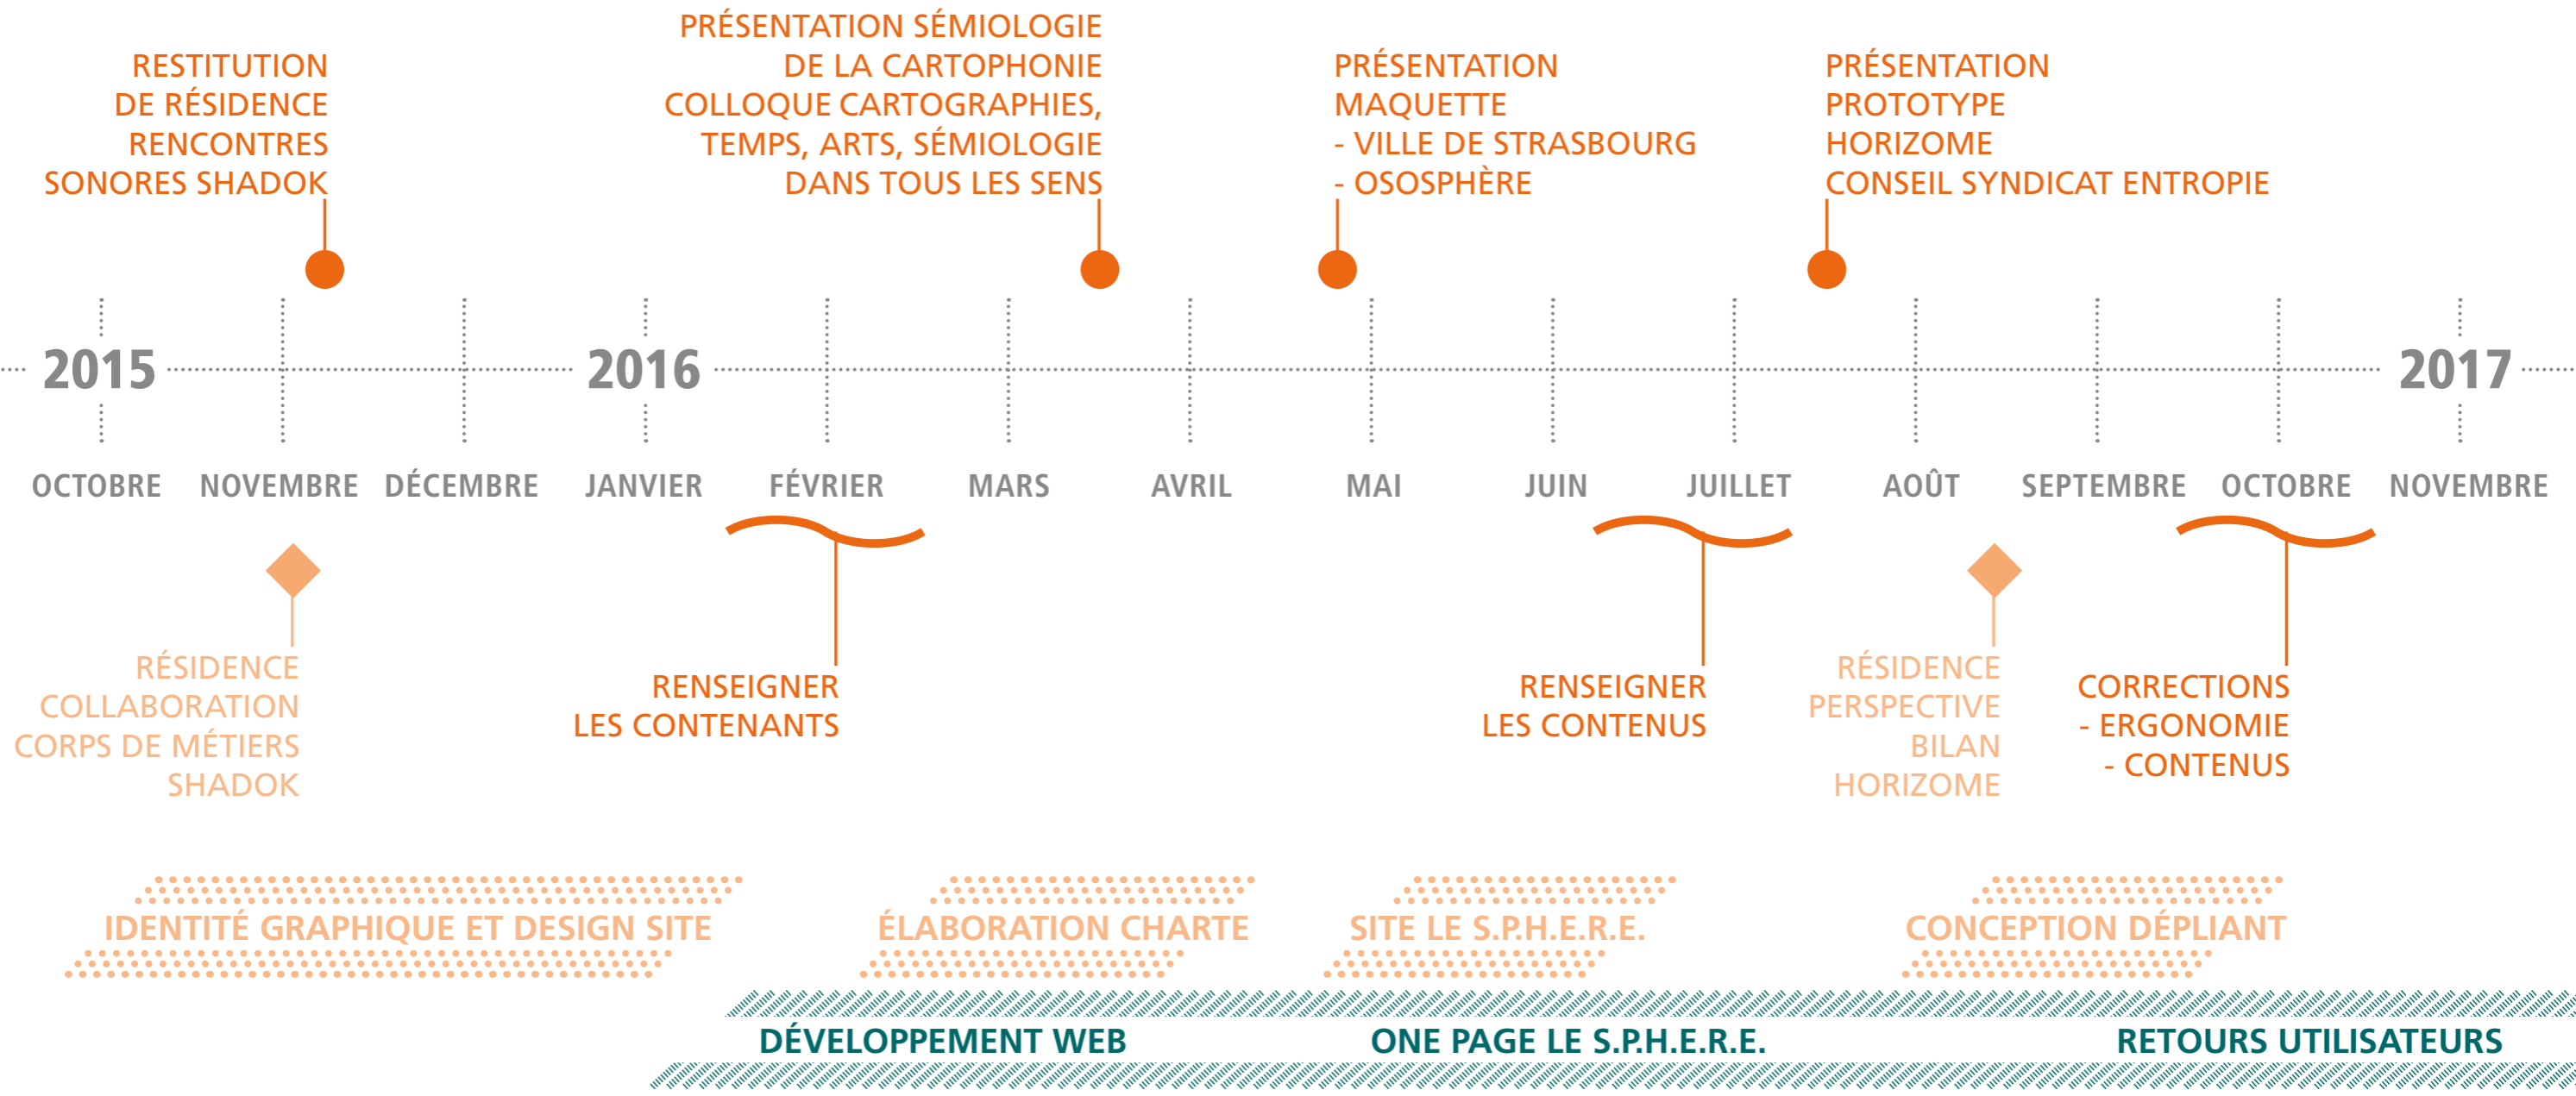 RESTITUTION
DE RÉSIDENCE
RENCONTRES
SONORES SHADOK
PRÉSENTATION SÉMIOLOGIE
DE LA CARTOPHONIE
COLLOQUE CARTOGRAPHIES,
TEMPS, ARTS, SÉMIOLOGIE
DANS TOUS LES SENS
PRÉSENTATION
MAQUETTE
- VILLE DE STRASBOURG
- OSOSPHÈRE
PRÉSENTATION
PROTOTYPE
HORIZOME
CONSEIL SYNDICAT ENTROPIE
2015 2016 2017
OCTOBRE NOVEMBRE DÉCEMBRE JANVIER FÉVRIER MARS AVRIL MAI JUIN JUILLET AOÛT SEPTEMBRE OCTOBRE NOVEMBRE
RÉSIDENCE
COLLABORATION
CORPS DE MÉTIERS
SHADOK
RENSEIGNER
LES CONTENANTS
RENSEIGNER
LES CONTENUS
RÉSIDENCE
PERSPECTIVE
BILAN
HORIZOME
CORRECTIONS
- ERGONOMIE
- CONTENUS
IDENTITÉ GRAPHIQUE ET DESIGN SITE
ÉLABORATION CHARTE
SITE LE S.P.H.E.R.E.
CONCEPTION DÉPLIANT
DÉVELOPPEMENT WEB
ONE PAGE LE S.P.H.E.R.E.
RETOURS UTILISATEURS